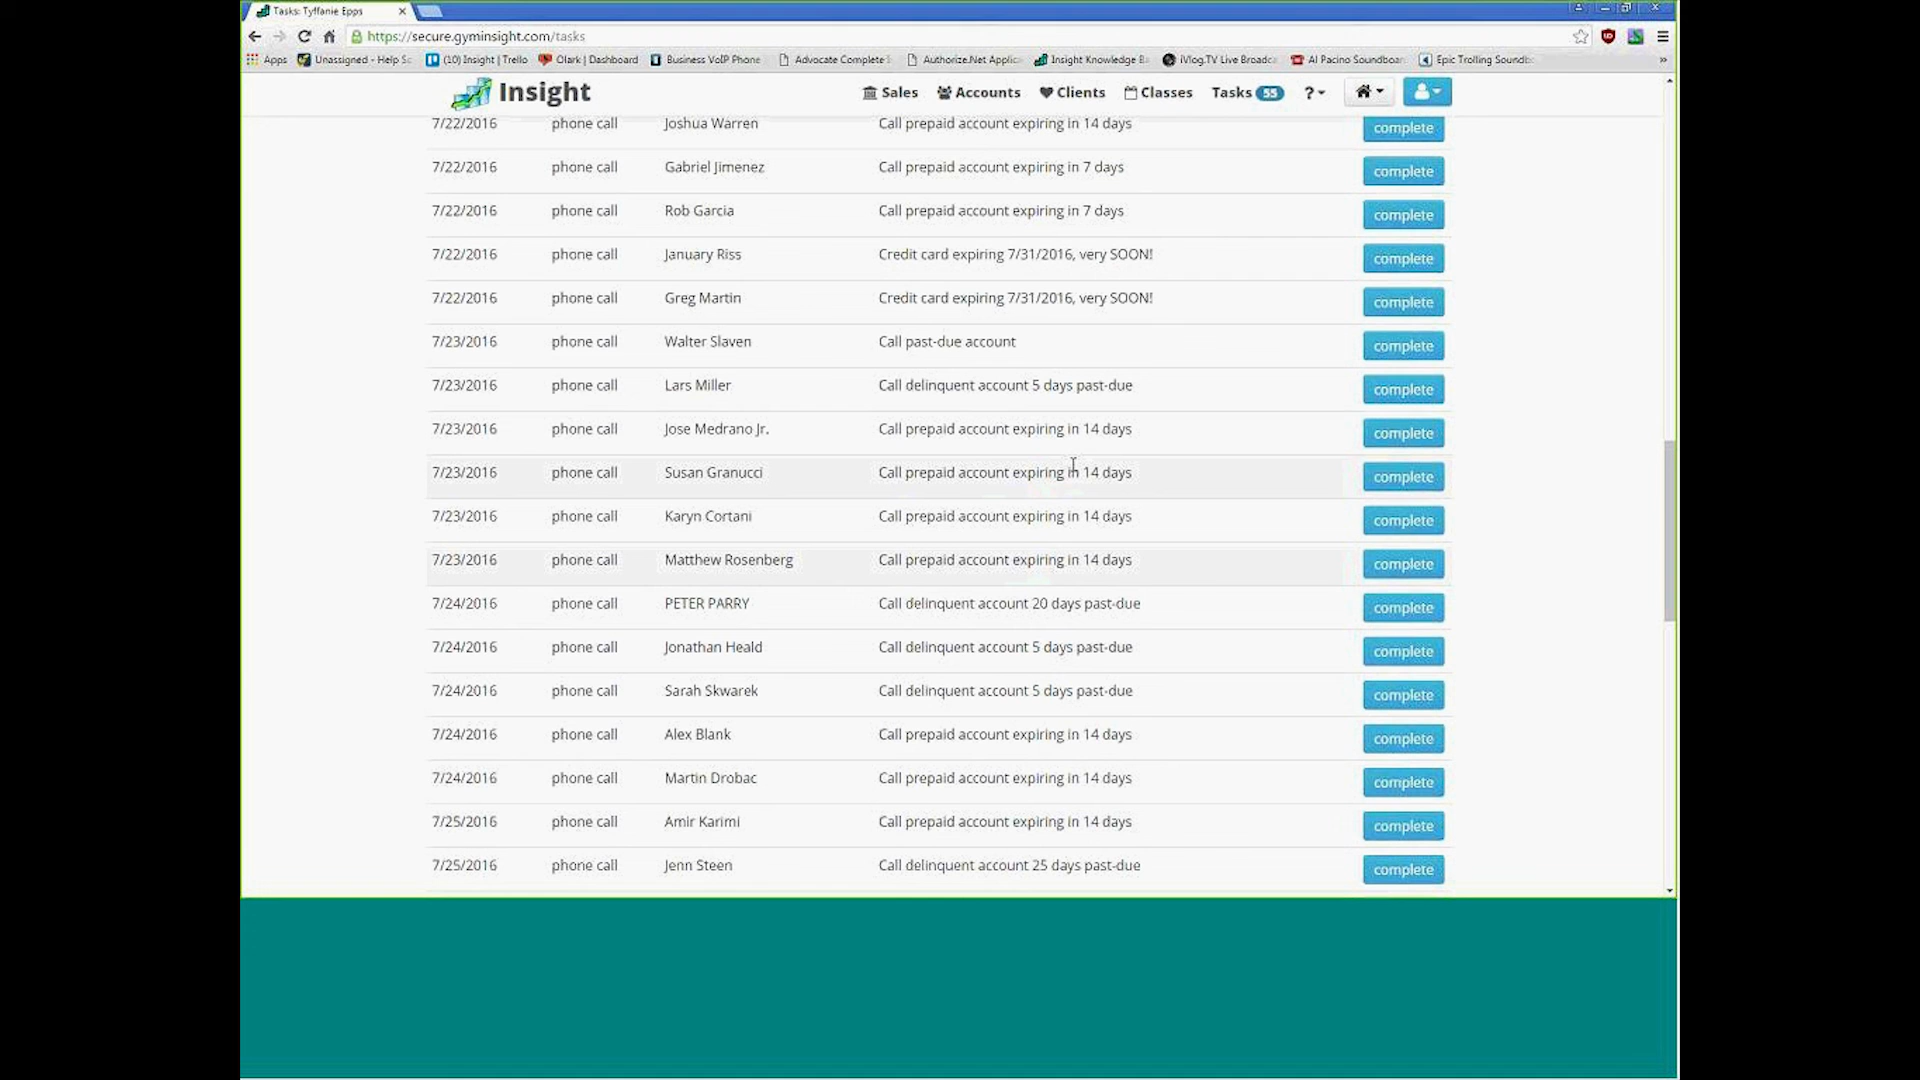 Tasks: Tyffanie Epps
https://secure.gyminsight.com/tasks
Apps Unassigned - Help Sc (10) Insight | Trello Olark | Dashboard Business VoIP Phone Advocate Complete Authorize.Net Applic Insight Knowledge B iVlog.TV Live Broadca Al Pacino Soundboar Epic Trolling Soundb »
Insight Sales Accounts Clients Classes Tasks 55 ?
7/22/2016 phone call Joshua Warren Call prepaid account expiring in 14 days complete
7/22/2016 phone call Gabriel Jimenez Call prepaid account expiring in 7 days complete
7/22/2016 phone call Rob Garcia Call prepaid account expiring in 7 days complete
7/22/2016 phone call January Riss Credit card expiring 7/31/2016, very SOON! complete
7/22/2016 phone call Greg Martin Credit card expiring 7/31/2016, very SOON! complete
7/23/2016 phone call Walter Slaven Call past-due account complete
7/23/2016 phone call Lars Miller Call delinquent account 5 days past-due complete
7/23/2016 phone call Jose Medrano Jr. Call prepaid account expiring in 14 days complete
7/23/2016 phone call Susan Granucci Call prepaid account expiring in 14 days complete
7/23/2016 phone call Karyn Cortani Call prepaid account expiring in 14 days complete
7/23/2016 phone call Matthew Rosenberg Call prepaid account expiring in 14 days complete
7/24/2016 phone call PETER PARRY Call delinquent account 20 days past-due complete
7/24/2016 phone call Jonathan Heald Call delinquent account 5 days past-due complete
7/24/2016 phone call Sarah Skwarek Call delinquent account 5 days past-due complete
7/24/2016 phone call Alex Blank Call prepaid account expiring in 14 days complete
7/24/2016 phone call Martin Drobac Call prepaid account expiring in 14 days complete
7/25/2016 phone call Amir Karimi Call prepaid account expiring in 14 days complete
7/25/2016 phone call Jenn Steen Call delinquent account 25 days past-due complete